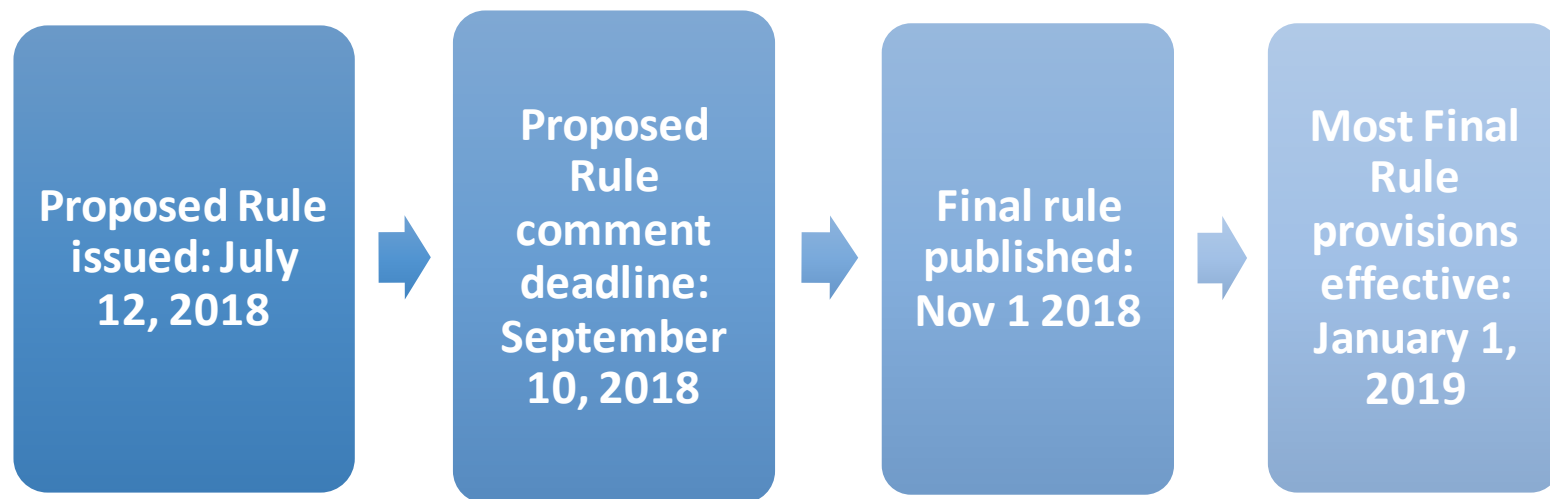 Proposed Rule
issued: July
12, 2018
Proposed
Rule
comment
deadline:
September
10, 2018
Final rule
published:
Nov 1 2018
Most Final
Rule
provisions
effective:
January 1,
2019